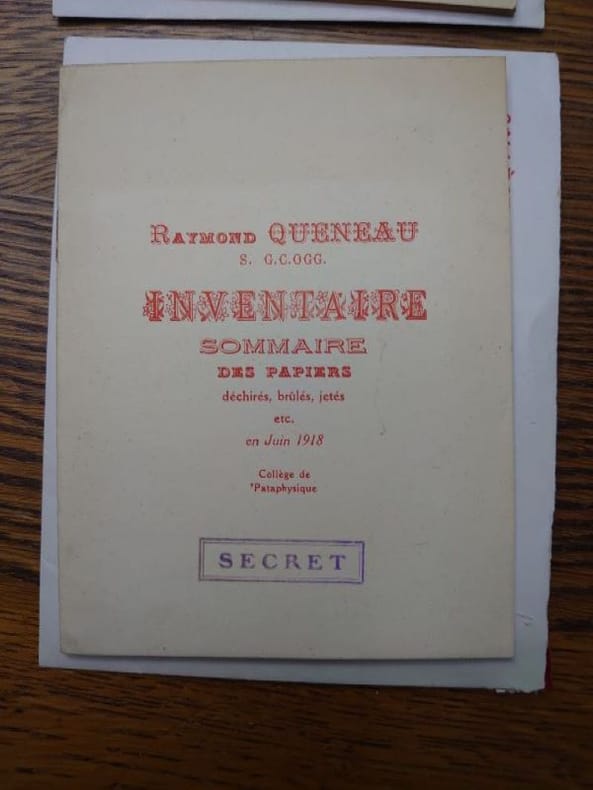 RAYMOND QUENEAU
S. G.C.OGG.
INVENTAIRE
SOMMAIRE
DES PAPIERS
déchirés, brûlés, jetés
etc.
en Juin 1918
Collège de
'Pataphysique
SECRET